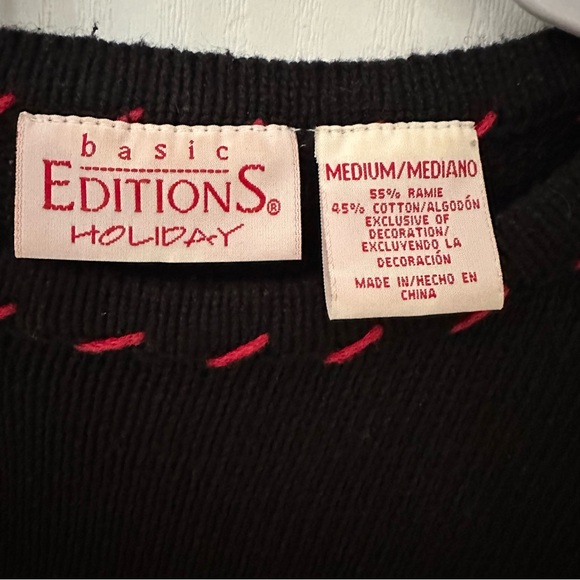 basic
EDITIONS®
HOLIDAY
MEDIUM/MEDIANO
55% RAMIE
45% COTTON/ALGODÓN
EXCLUSIVE OF
DECORATION/
EXCLUYENDO LA
DECORACIÓN
MADE IN/HECHO EN
CHINA